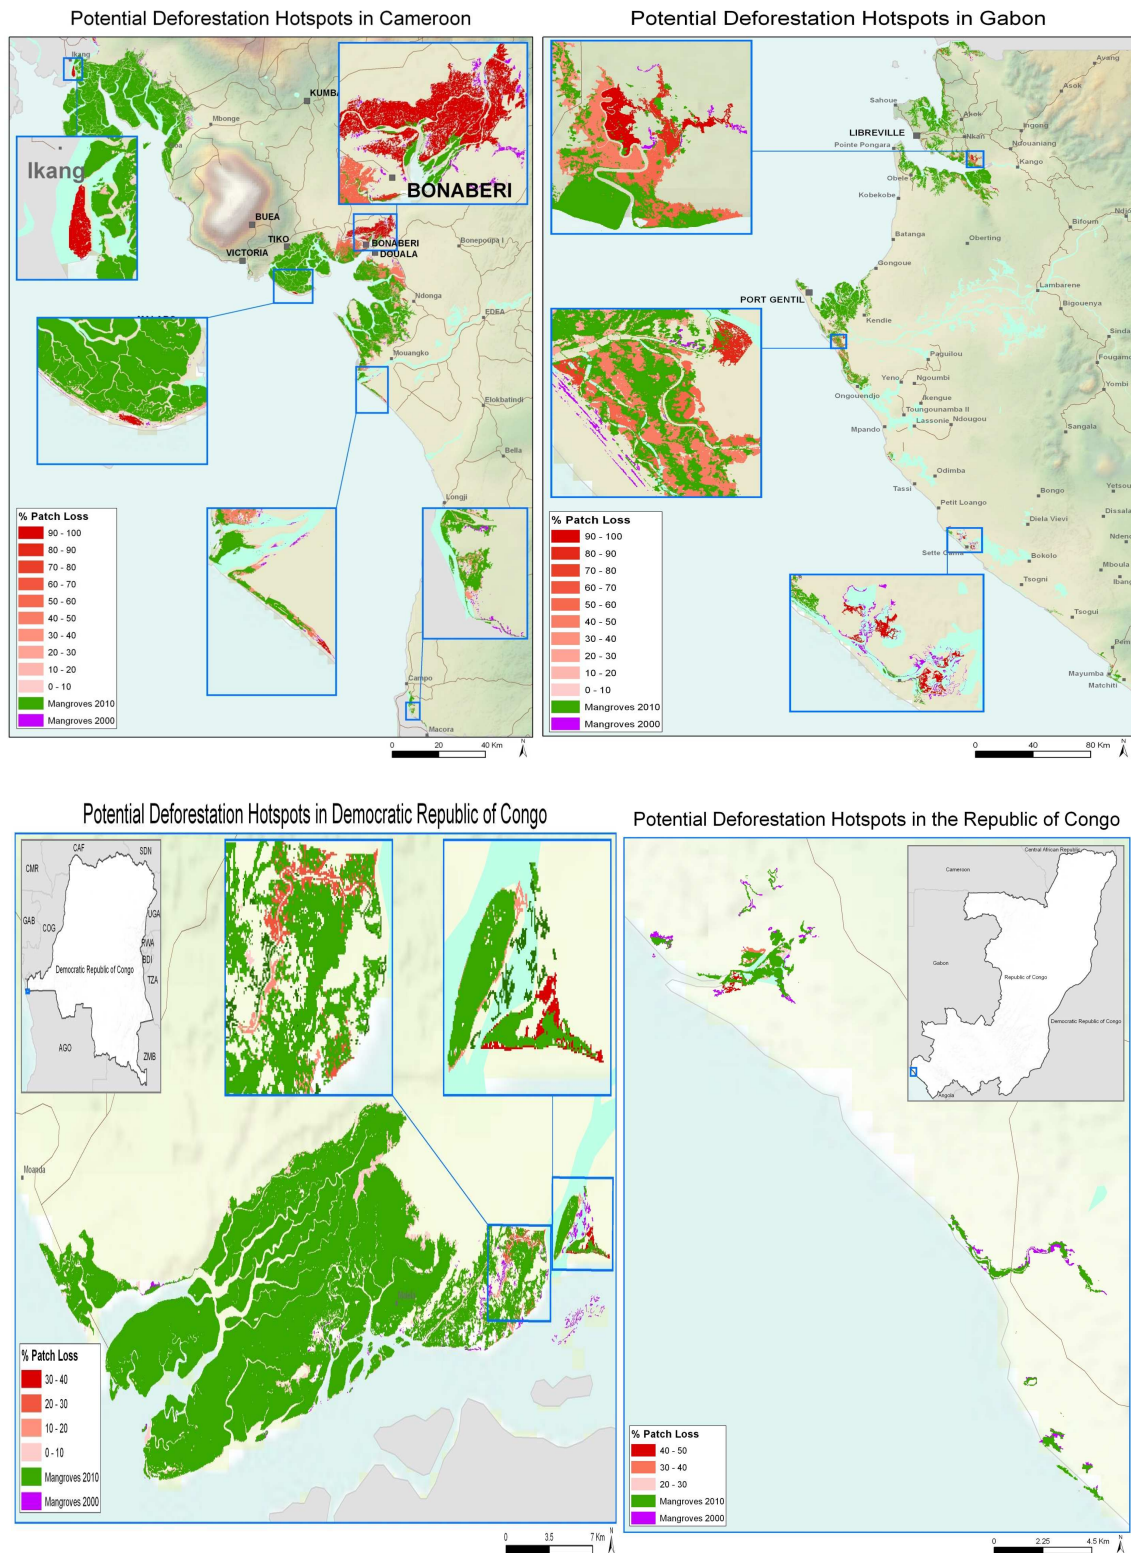 Potential Deforestation Hotspots in Cameroon
Ikang
KUMBA
Mbonge
Ikang
BONABERI
BUEA
TIKO
VICTORIA
BONABERI
DOUALA
Bonepoupa I
Ndonga
EDEA
Mouangko
Elokbatindi
Bella
Longji
Campo
Macora
% Patch Loss
90 - 100
80 - 90
70 - 80
60 - 70
50 - 60
40 - 50
30 - 40
20 - 30
10 - 20
0 - 10
Mangroves 2010
Mangroves 2000
0 20 40 Km
N
Potential Deforestation Hotspots in Gabon
Avang
Asok
Sahoue
Akok
LIBREVILLE
Nkan
Ingong
Pointe Pongara
Ndouaniang
Kango
Obele
Kobekobe
Bifoum
Batanga
Oberting
Gongoue
Lambarene
PORT GENTIL
Bigouenya
Kendie
Sinda
Paguilou
Fougamo
Yeno
Ngoumbi
Yombi
Ongouendjo
Ikengue
Toungounamba II
Lassonie
Ndougou
Mpando
Sangala
Odimba
Tassi
Bongo
Yetsou
Petit Loango
Dissala
Diela Vievi
Sette Cama
Bokolo
Mboula
Tsogni
Ibang
Tsogui
Mayumba
Matchiti
% Patch Loss
90 - 100
80 - 90
70 - 80
60 - 70
50 - 60
40 - 50
30 - 40
20 - 30
10 - 20
0 - 10
Mangroves 2010
Mangroves 2000
0 40 80 Km
N
Potential Deforestation Hotspots in Democratic Republic of Congo
CAF
SDN
CMR
GAB
COG
UGA
RWA
BDI
Democratic Republic of Congo
TZA
AGO
ZMB
Moanda
% Patch Loss
30 - 40
20 - 30
10 - 20
0 - 10
Mangroves 2010
Mangroves 2000
0 3.5 7 Km
N
Potential Deforestation Hotspots in the Republic of Congo
Central African Republic
Cameroon
Gabon
Republic of Congo
Democratic Republic of Congo
Angola
% Patch Loss
40 - 50
30 - 40
20 - 30
Mangroves 2010
Mangroves 2000
0 2.25 4.5 Km
N